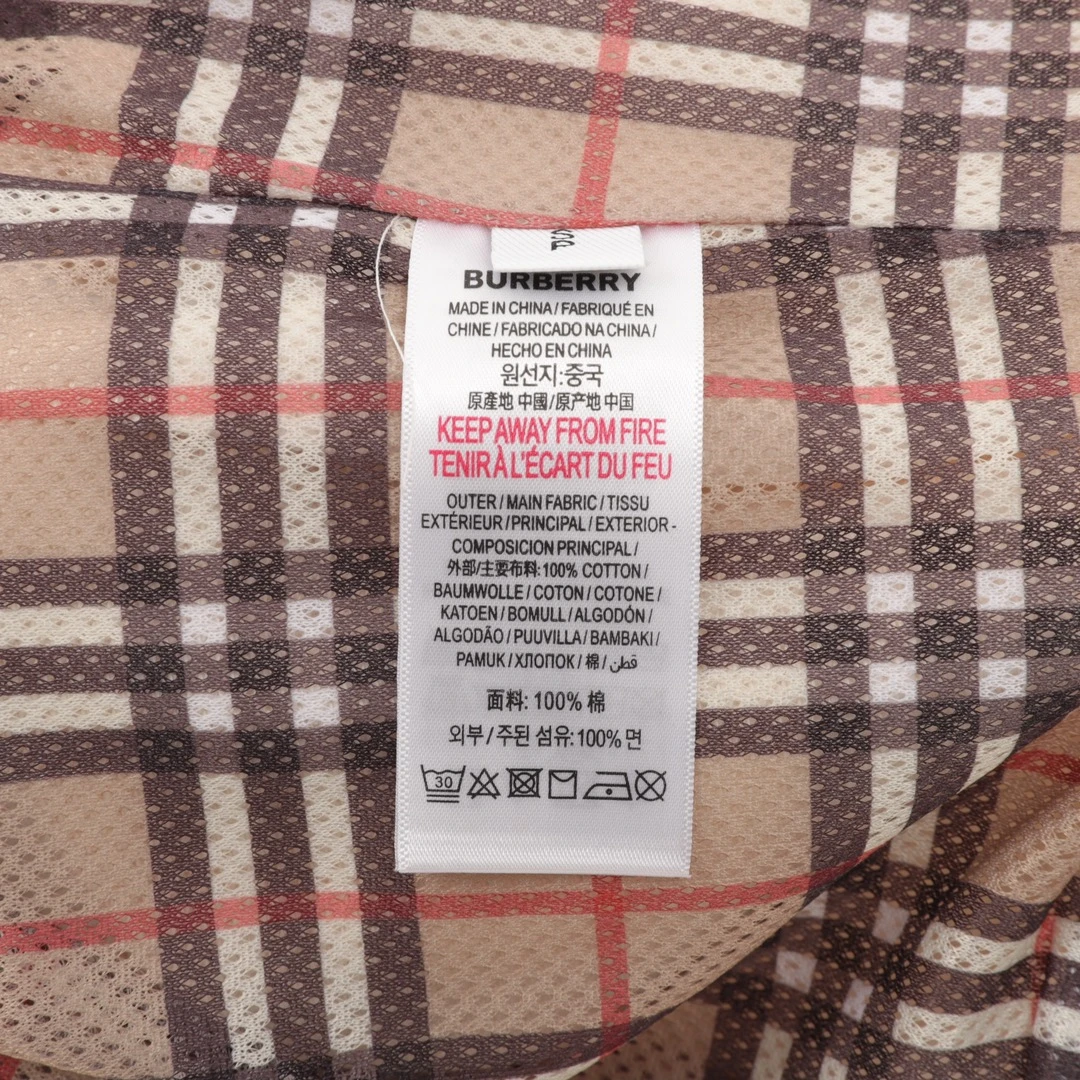 BURBERRY
MADE IN CHINA / FABRIQUÉ EN
CHINE / FABRICADO NA CHINA /
HECHO EN CHINA
원선지:중국
原產地 中國/原产地 中国
KEEP AWAY FROM FIRE
TENIR À L'ÉCART DU FEU
OUTER / MAIN FABRIC / TISSU
EXTÉRIEUR / PRINCIPAL / EXTERIOR -
COMPOSICION PRINCIPAL /
外部/主要布料: 100% COTTON /
BAUMWOLLE / COTON / COTONE /
KATOEN / BOMULL / ALGODÓN /
ALGODÃO / PUUVILLA / BAMBAKI /
PAMUK / ХЛОПОК / 棉 / قطن
面料: 100% 棉
외부 / 주된 섬유: 100% 면
30